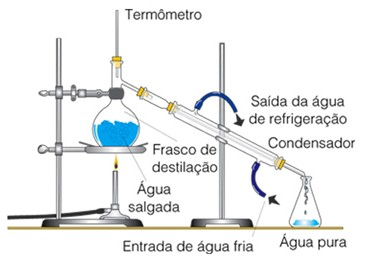 Termômetro
Saída da água
de refrigeração
Condensador
Frasco de
destilação
Água
salgada
Entrada de água fria
Água pura